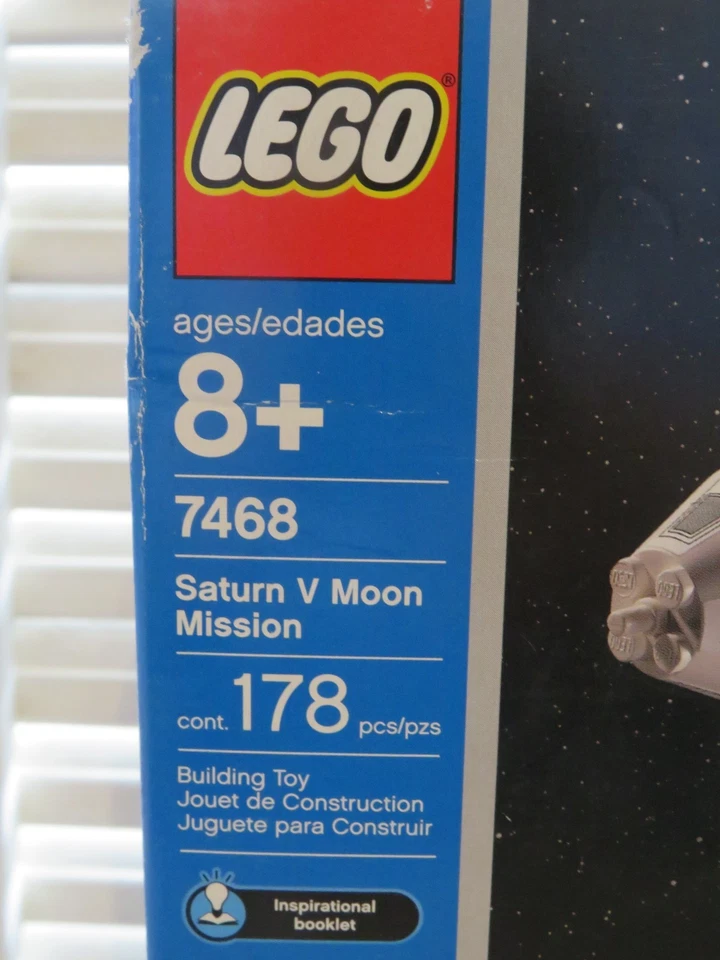 LEGO®
ages/edades
8+
7468
Saturn V Moon
Mission
cont. 178 pcs/pzs
Building Toy
Jouet de Construction
Juguete para Construir
Inspirational
booklet